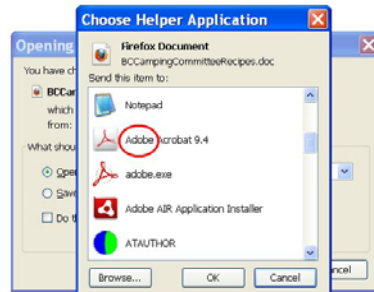 Choose Helper Application
Opening
Firefox Document
BCCampingCommitteeRecipes.doc
You have ch
Send this item to:
BCCar
which
from:
Notepad
What shou
Adobe Acrobat 9.4
Open
adobe.exe
Save
Adobe AIR Application Installer
Do t
ATAUTHOR
Browse...
OK
Cancel
ncel